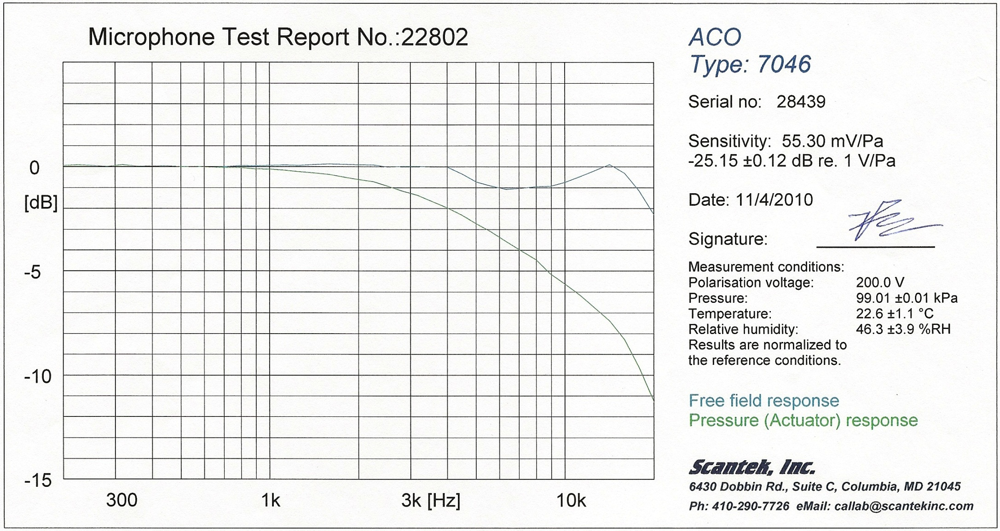 Microphone Test Report No.:22802
0
[dB]
-5
-10
-15
300
1k
3k [Hz]
10k
ACO
Type: 7046
Serial no: 28439
Sensitivity: 55.30 mV/Pa
-25.15 ±0.12 dB re. 1 V/Pa
Date: 11/4/2010
Signature:
Measurement conditions:
Polarisation voltage: 200.0 V
Pressure: 99.01 ±0.01 kPa
Temperature: 22.6 ±1.1 °C
Relative humidity: 46.3 ±3.9 %RH
Results are normalized to
the reference conditions.
Free field response
Pressure (Actuator) response
Scantek, Inc.
6430 Dobbin Rd., Suite C, Columbia, MD 21045
Ph: 410-290-7726 eMail: callab@scantekinc.com